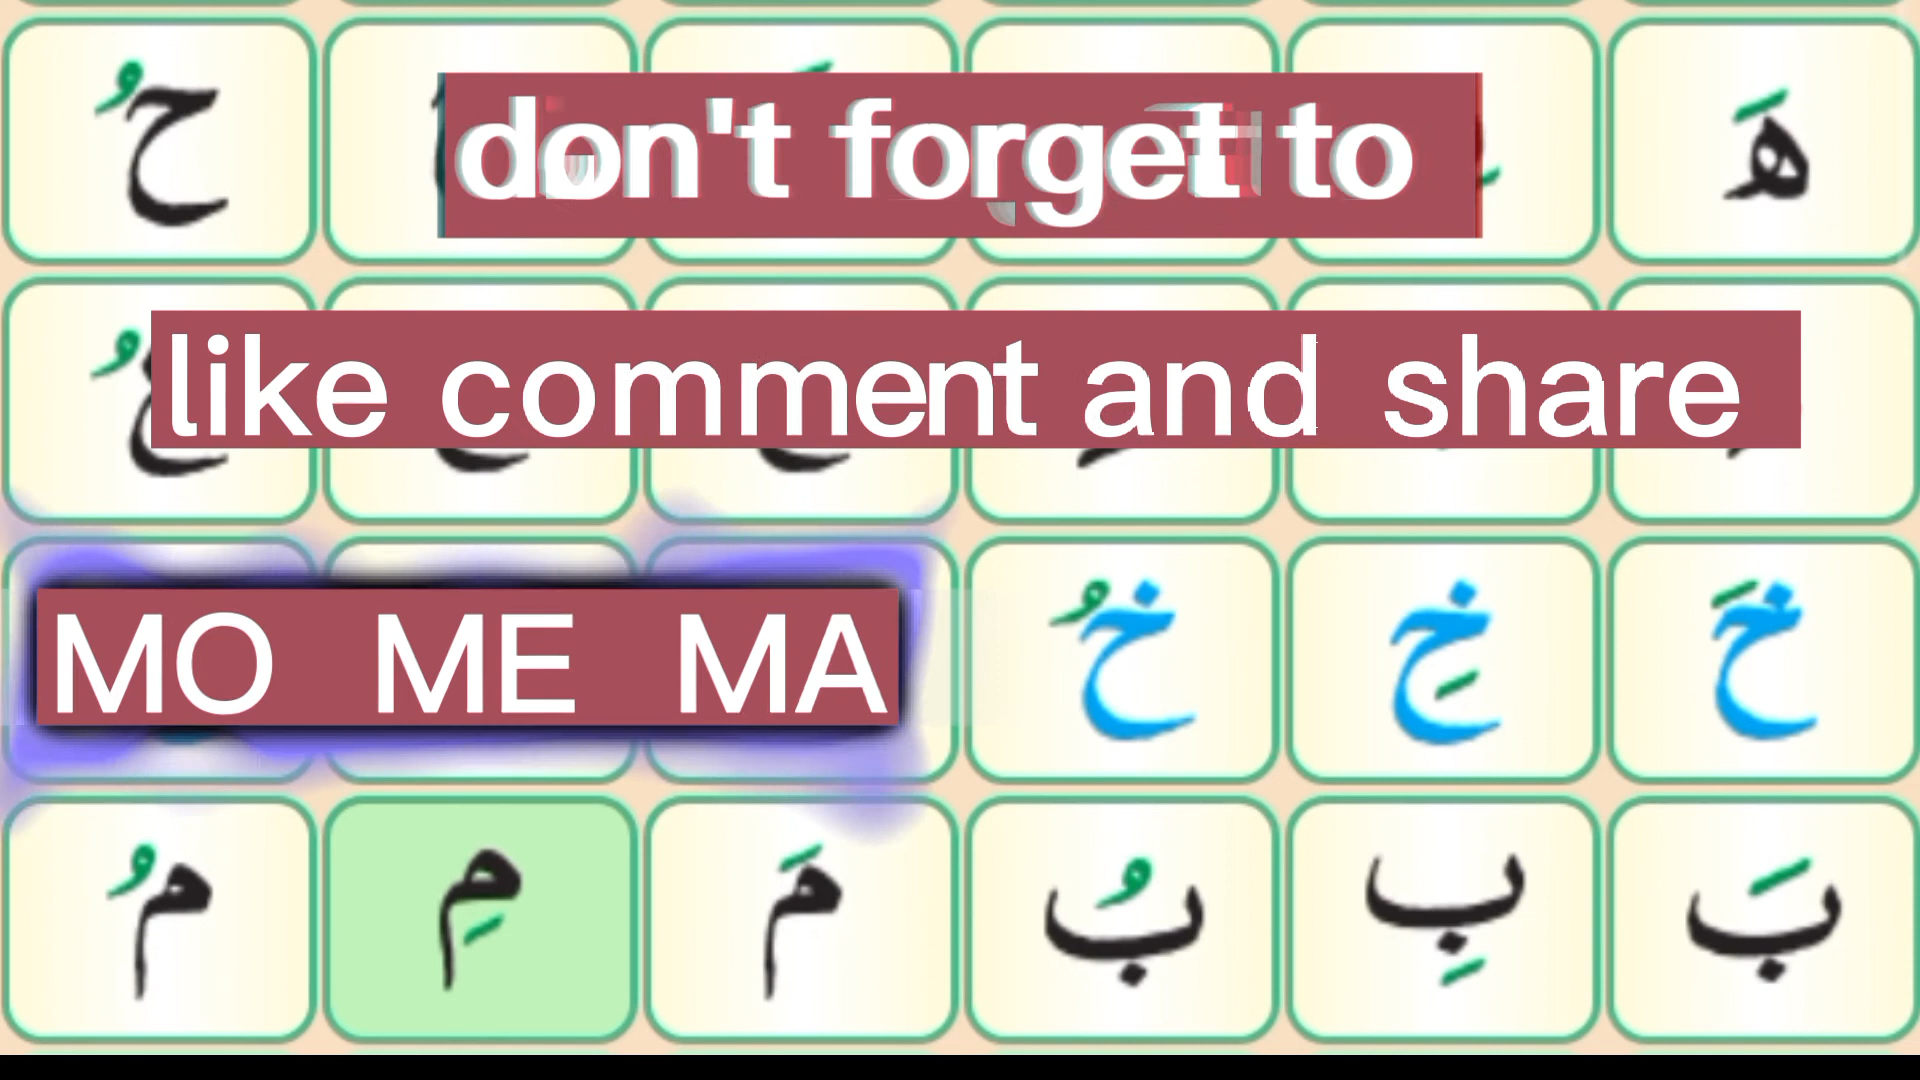 هَ حُ
don't forget to
like comment and share
خَ خِ خُ
MO ME MA
بَ بِ بُ مَ مِ مُ